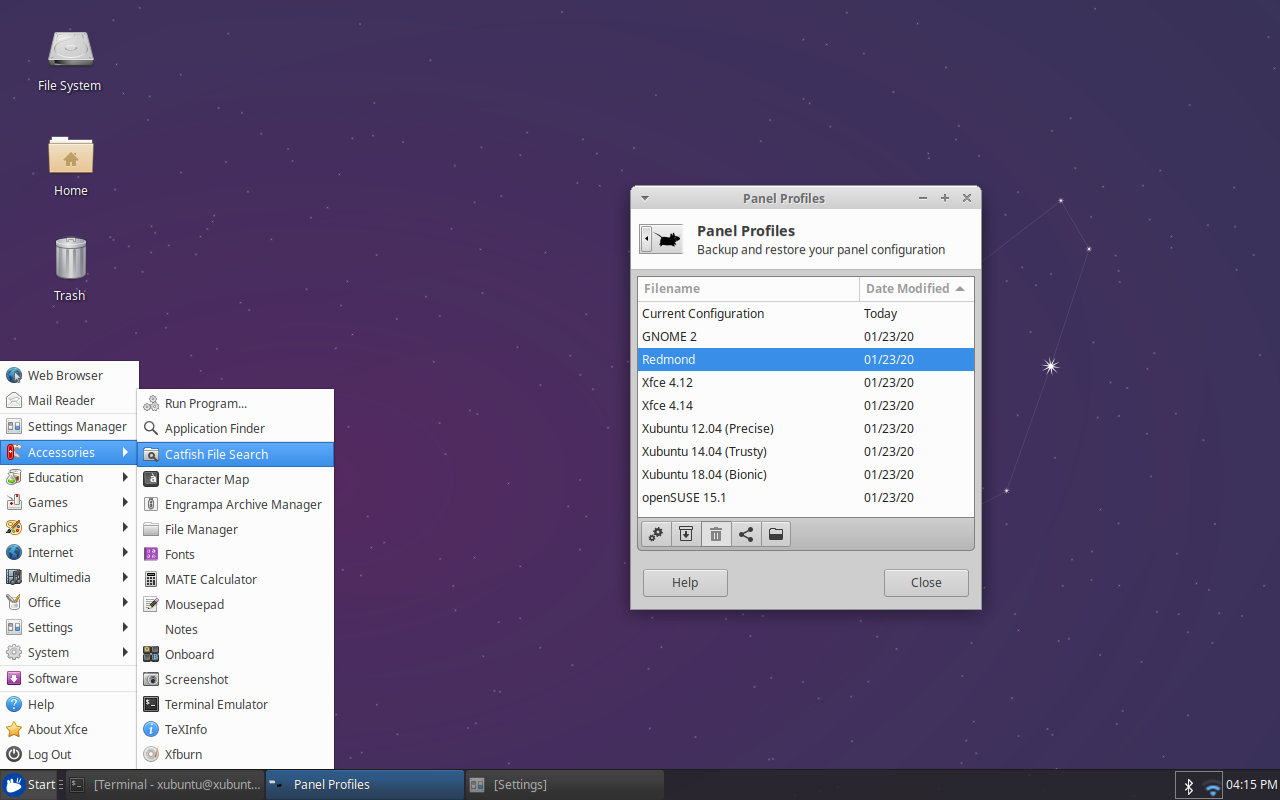 File System
Home
Trash
Panel Profiles
Panel Profiles
Backup and restore your panel configuration
Filename Date Modified
Current Configuration Today
GNOME 2 01/23/20
Redmond 01/23/20
Xfce 4.12 01/23/20
Xfce 4.14 01/23/20
Xubuntu 12.04 (Precise) 01/23/20
Xubuntu 14.04 (Trusty) 01/23/20
Xubuntu 18.04 (Bionic) 01/23/20
openSUSE 15.1 01/23/20
Help Close
Web Browser
Mail Reader
Settings Manager
Accessories
Education
Games
Graphics
Internet
Multimedia
Office
Settings
System
Software
Help
About Xfce
Log Out
Run Program...
Application Finder
Catfish File Search
Character Map
Engrampa Archive Manager
File Manager
Fonts
MATE Calculator
Mousepad
Notes
Onboard
Screenshot
Terminal Emulator
TeXInfo
Xfburn
Start [Terminal - xubuntu@xubunt... Panel Profiles [Settings] 04:15 PM